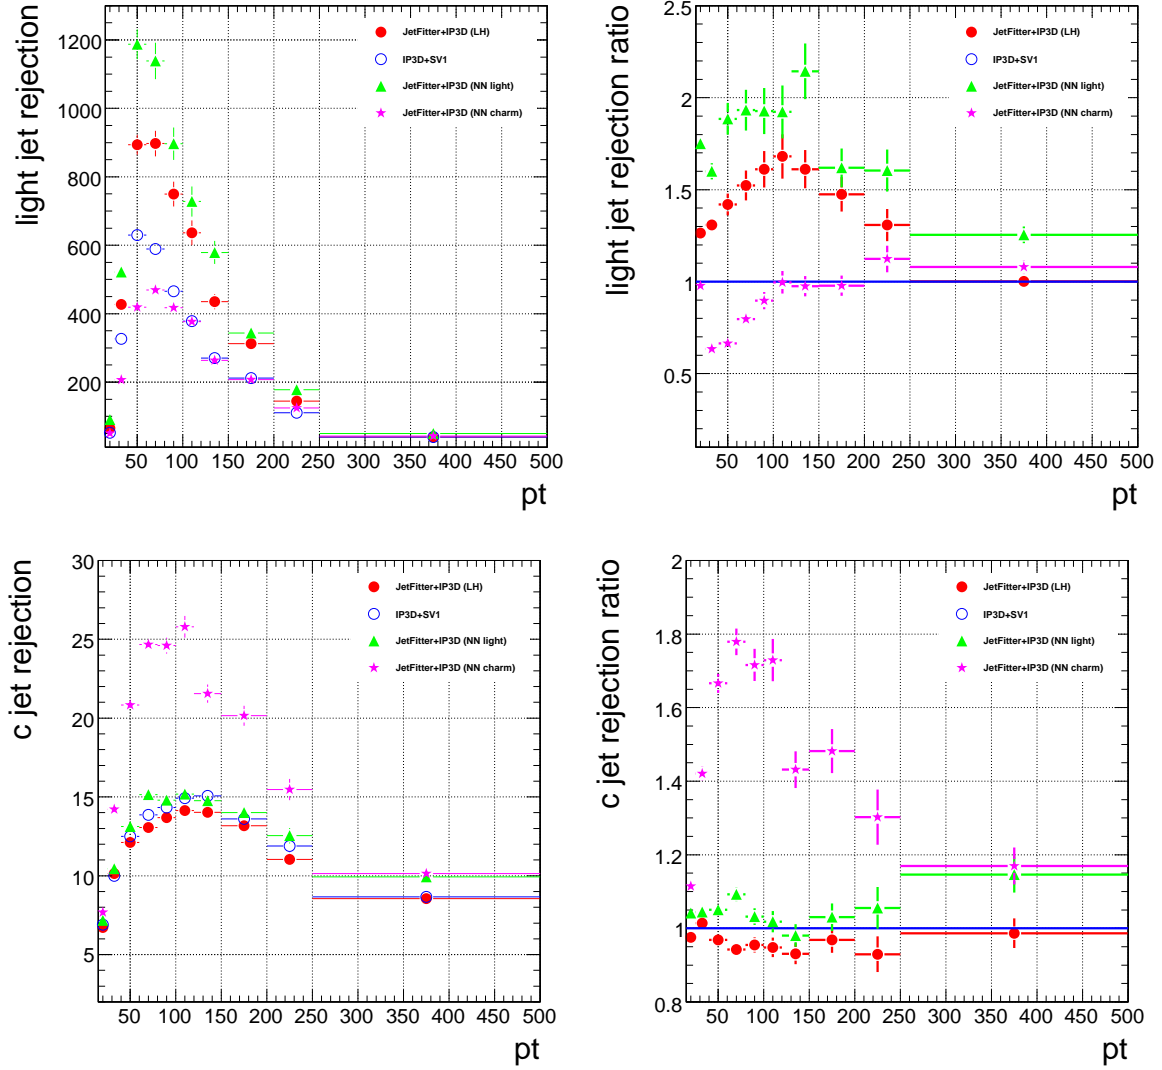 light jet rejection
1200
1000
800
600
400
200
JetFitter+IP3D (LH)
IP3D+SV1
JetFitter+IP3D (NN light)
JetFitter+IP3D (NN charm)
50 100 150 200 250 300 350 400 450 500
pt
light jet rejection ratio
2.5
2
1.5
1
0.5
JetFitter+IP3D (LH)
IP3D+SV1
JetFitter+IP3D (NN light)
JetFitter+IP3D (NN charm)
50 100 150 200 250 300 350 400 450 500
pt
c jet rejection
30
25
20
15
10
5
JetFitter+IP3D (LH)
IP3D+SV1
JetFitter+IP3D (NN light)
JetFitter+IP3D (NN charm)
50 100 150 200 250 300 350 400 450 500
pt
c jet rejection ratio
2
1.8
1.6
1.4
1.2
1
0.8
JetFitter+IP3D (LH)
IP3D+SV1
JetFitter+IP3D (NN light)
JetFitter+IP3D (NN charm)
50 100 150 200 250 300 350 400 450 500
pt